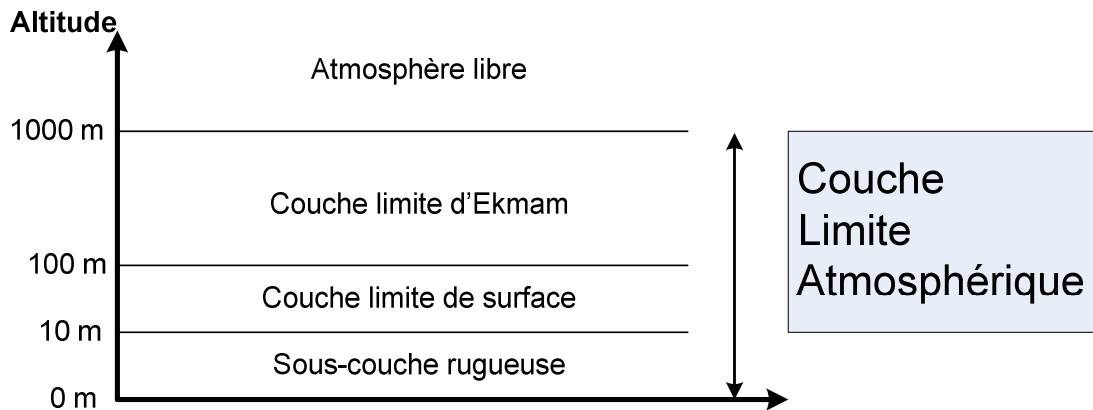 Altitude
Atmosphère libre
1000 m
Couche limite d'Ekmam
100 m
Couche limite de surface
10 m
Sous-couche rugueuse
0 m
Couche
Limite
Atmosphérique